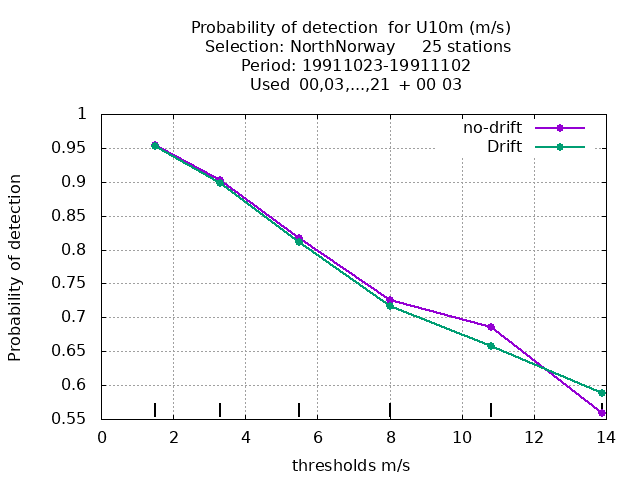 Probability of detection  for U10m (m/s)
Selection: NorthNorway     25 stations
Period: 19911023-19911102
Used  00,03,...,21  + 00 03
no-drift
Drift
Probability of detection
1
0.95
0.9
0.85
0.8
0.75
0.7
0.65
0.6
0.55
0 2 4 6 8 10 12 14
thresholds m/s